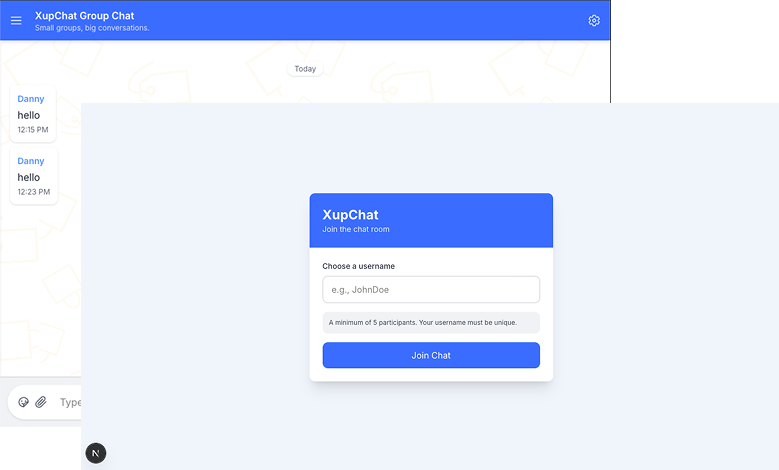 XupChat Group Chat
Small groups, big conversations.
Today
Danny
hello
12:15 PM
Danny
hello
12:23 PM
Type
XupChat
Join the chat room
Choose a username
e.g., JohnDoe
A minimum of 5 participants. Your username must be unique.
Join Chat
N